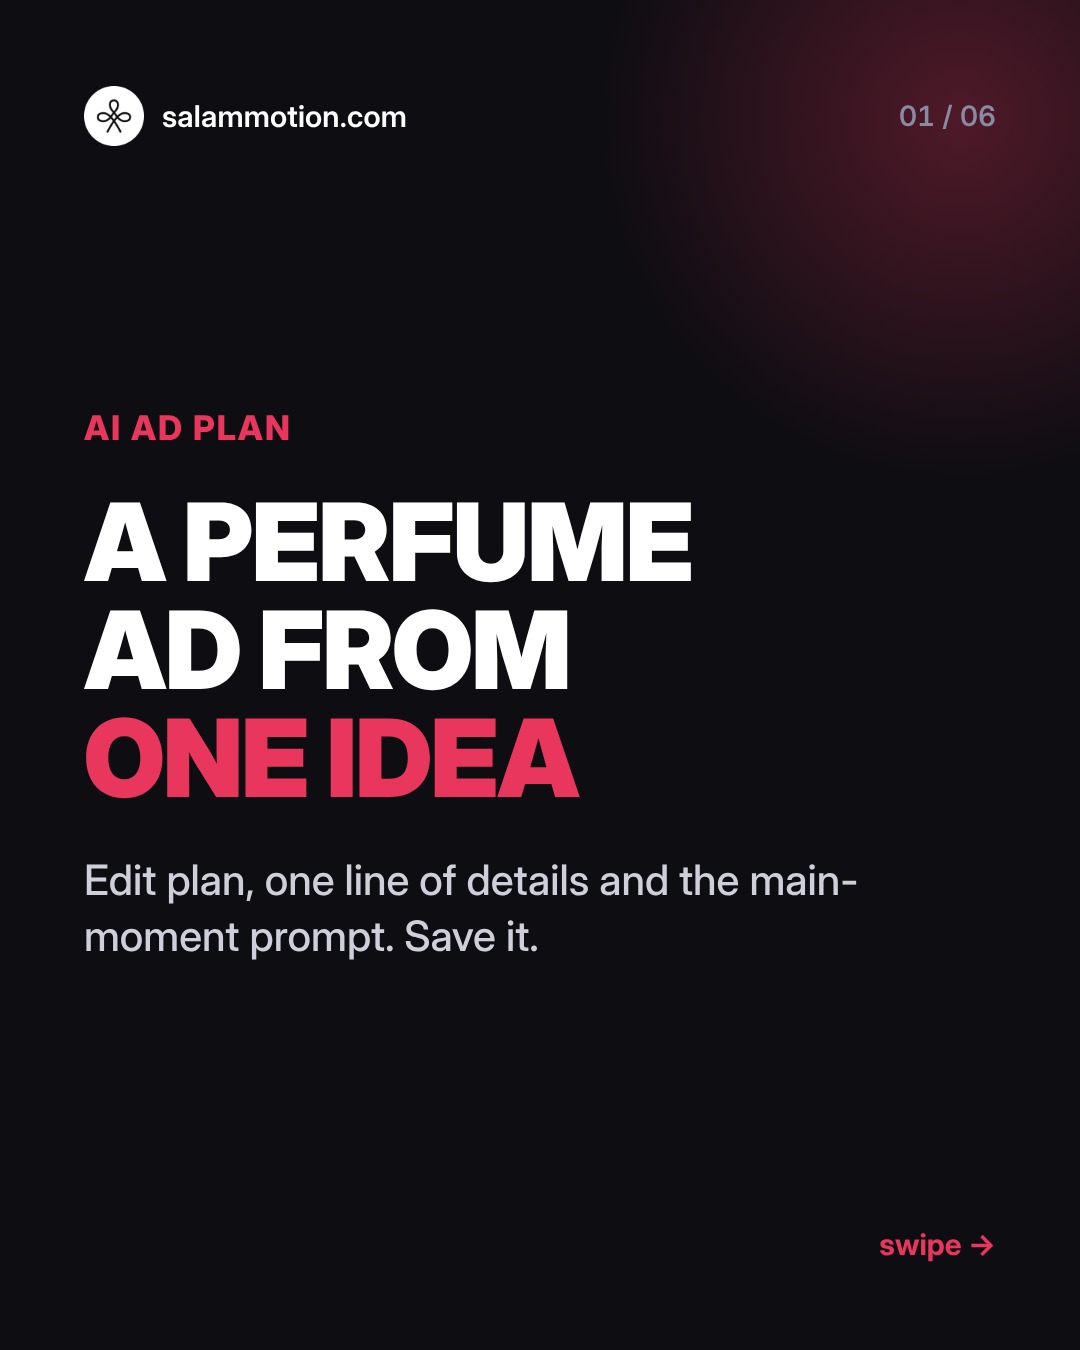 salammotion.com
01 / 06
AI AD PLAN
A PERFUME
AD FROM
ONE IDEA
Edit plan, one line of details and the main-
moment prompt. Save it.
swipe →